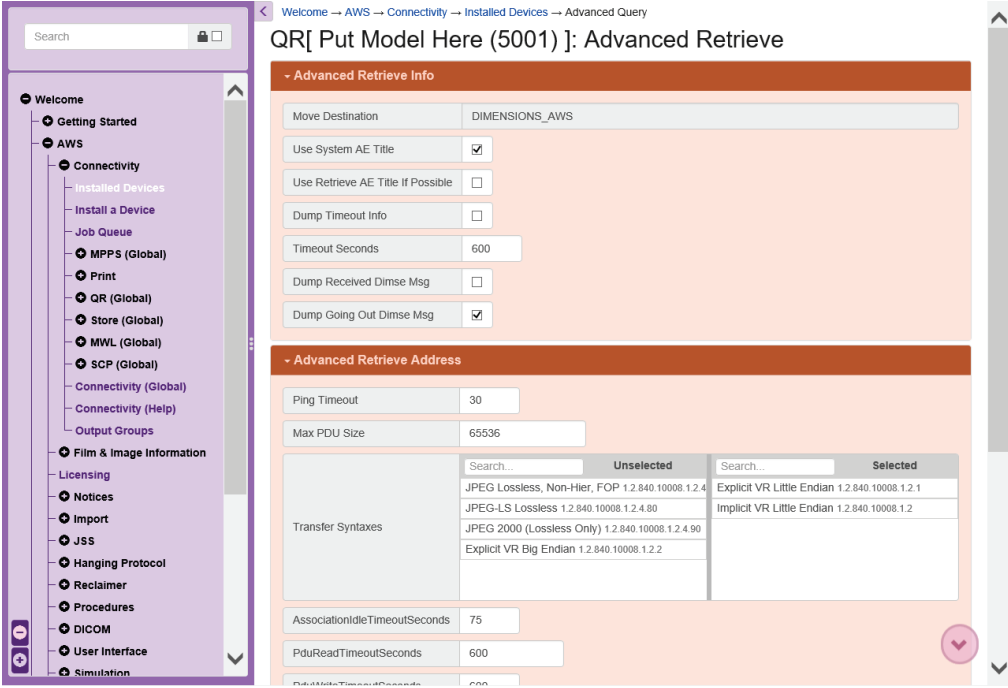 Search
Welcome
Getting Started
AWS
Connectivity
Installed Devices
Install a Device
Job Queue
MPPS (Global)
Print
QR (Global)
Store (Global)
MWL (Global)
SCP (Global)
Connectivity (Global)
Connectivity (Help)
Output Groups
Film & Image Information
Licensing
Notices
Import
JSS
Hanging Protocol
Reclaimer
Procedures
DICOM
User Interface
Simulation
Welcome → AWS → Connectivity → Installed Devices → Advanced Query
QR[ Put Model Here (5001) ]: Advanced Retrieve
Advanced Retrieve Info
Move Destination DIMENSIONS_AWS
Use System AE Title
Use Retrieve AE Title If Possible
Dump Timeout Info
Timeout Seconds 600
Dump Received Dimse Msg
Dump Going Out Dimse Msg
Advanced Retrieve Address
Ping Timeout 30
Max PDU Size 65536
Transfer Syntaxes
Search... Unselected
JPEG Lossless, Non-Hier, FOP 1.2.840.10008.1.2.4
JPEG-LS Lossless 1.2.840.10008.1.2.4.80
JPEG 2000 (Lossless Only) 1.2.840.10008.1.2.4.90
Explicit VR Big Endian 1.2.840.10008.1.2.2
Search... Selected
Explicit VR Little Endian 1.2.840.10008.1.2.1
Implicit VR Little Endian 1.2.840.10008.1.2
AssociationIdleTimeoutSeconds 75
PduReadTimeoutSeconds 600
PduWriteTimeoutSeconds 600